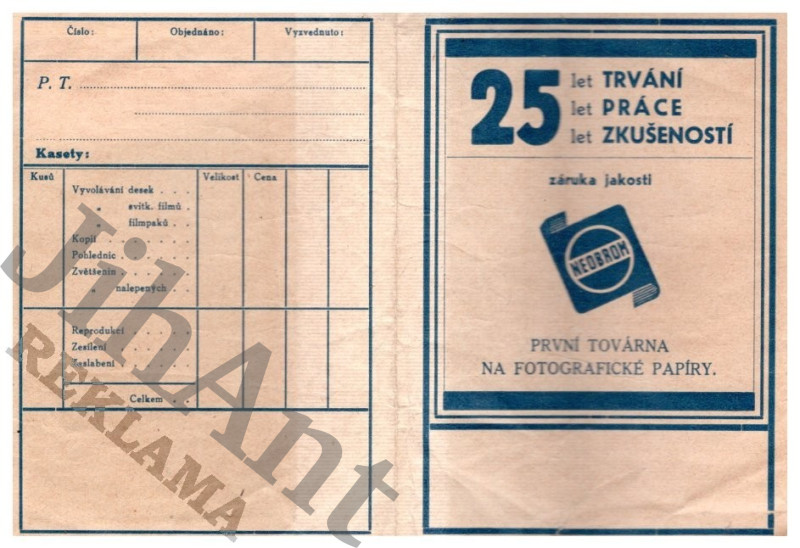 Číslo: Objednáno: Vyzvednuto:
P. T.
Kasety:
Kusů Velikost Cena
Vyvolávání desek
„ svitk. filmů
„ filmpaků
Kopií
Pohlednic
Zvětšenin
„ nalepených
Reprodukcí
Zesílení
Zeslabení
Celkem
25 let TRVÁNÍ
let PRÁCE
let ZKUŠENOSTÍ
záruka jakosti
NEOBROM
PRVNÍ TOVÁRNA
NA FOTOGRAFICKÉ PAPÍRY.
JihAnt
REKLAMA